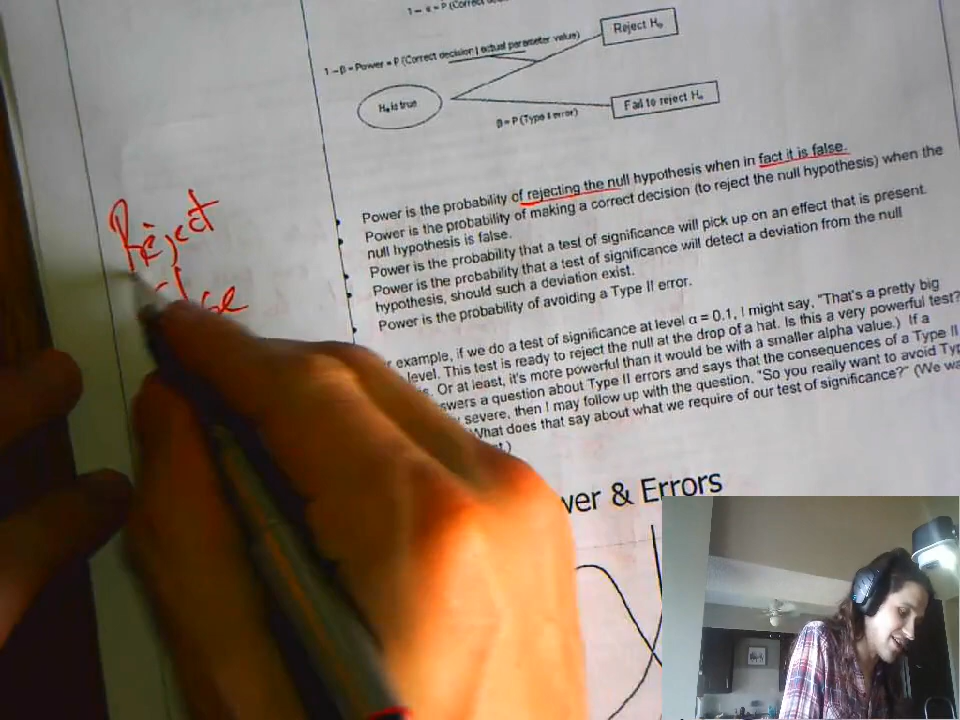 1 – α = P (Correct
Reject H₀
1 – β = Power = P (Correct decision | actual parameter value)
H₀ is true
Fail to reject H₀
β = P (Type II error)
Power is the probability of rejecting the null hypothesis when in fact it is false.
Power is the probability of making a correct decision (to reject the null hypothesis) when the
null hypothesis is false.
Power is the probability that a test of significance will pick up on an effect that is present.
Power is the probability that a test of significance will detect a deviation from the null
hypothesis, should such a deviation exist.
Power is the probability of avoiding a Type II error.
Reject
example, if we do a test of significance at level α = 0.1, I might say, "That's a pretty big
level. This test is ready to reject the null at the drop of a hat. Is this a very powerful test?
Or at least, it's more powerful than it would be with a smaller alpha value.) If a
a question about Type II errors and says that the consequences of a Type II
severe, then I may follow up with the question, "So you really want to avoid
What does that say about what we require of our test of significance?" (We
& Errors